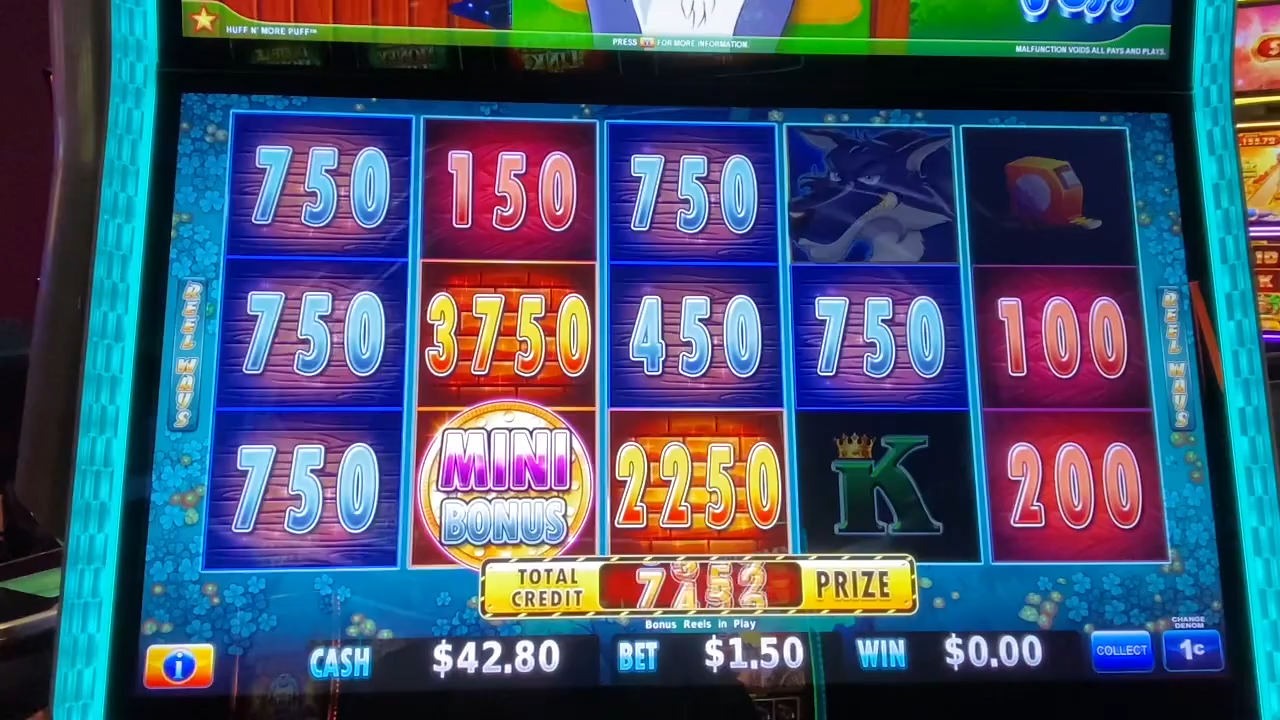 HUFF N' MORE PUFF™
PRESS FOR MORE INFORMATION.
MALFUNCTION VOIDS ALL PAYS AND PLAYS.
750 150 750
750 3750 450 750 100
750 MINI BONUS 2250 K 200
REEL WAYS
REEL WAYS
TOTAL CREDIT PRIZE
Bonus Reels in Play
CASH $42.80 BET $1.50 WIN $0.00
COLLECT
CHANGE DENOM
1¢